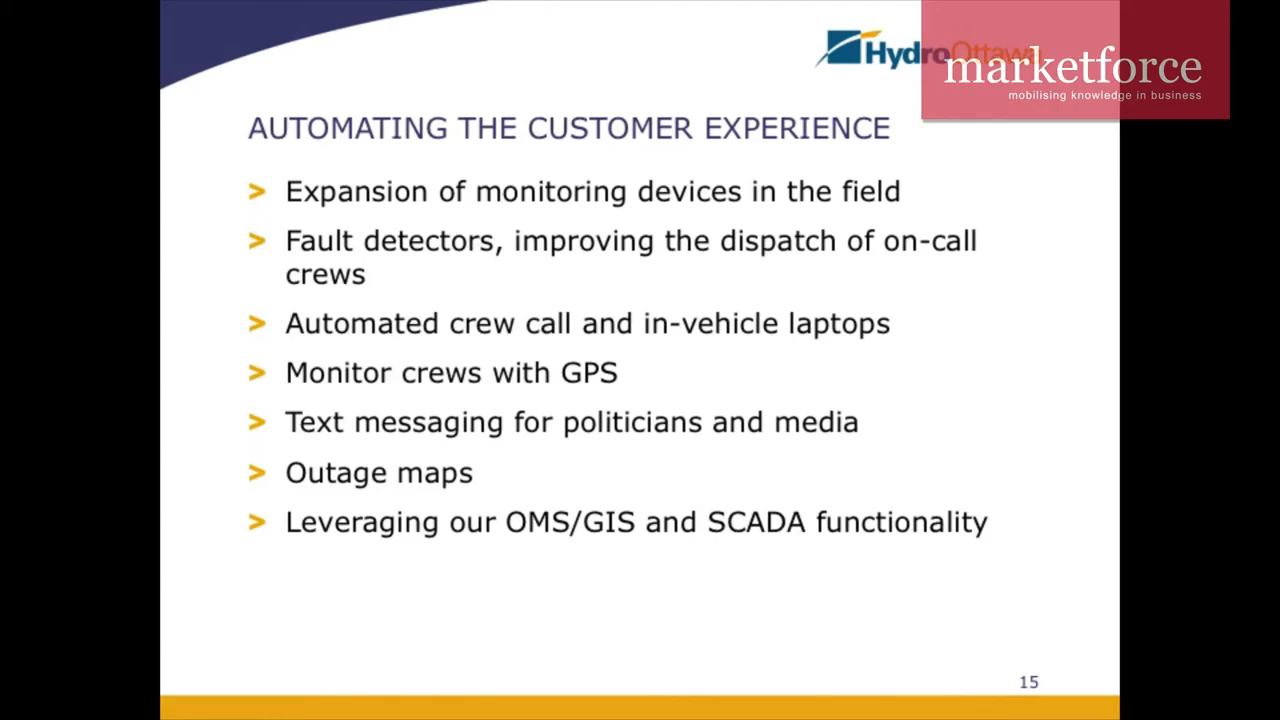 HydroOttawa
marketforce
mobilising knowledge in business
AUTOMATING THE CUSTOMER EXPERIENCE
> Expansion of monitoring devices in the field
> Fault detectors, improving the dispatch of on-call
crews
> Automated crew call and in-vehicle laptops
> Monitor crews with GPS
> Text messaging for politicians and media
> Outage maps
> Leveraging our OMS/GIS and SCADA functionality
15